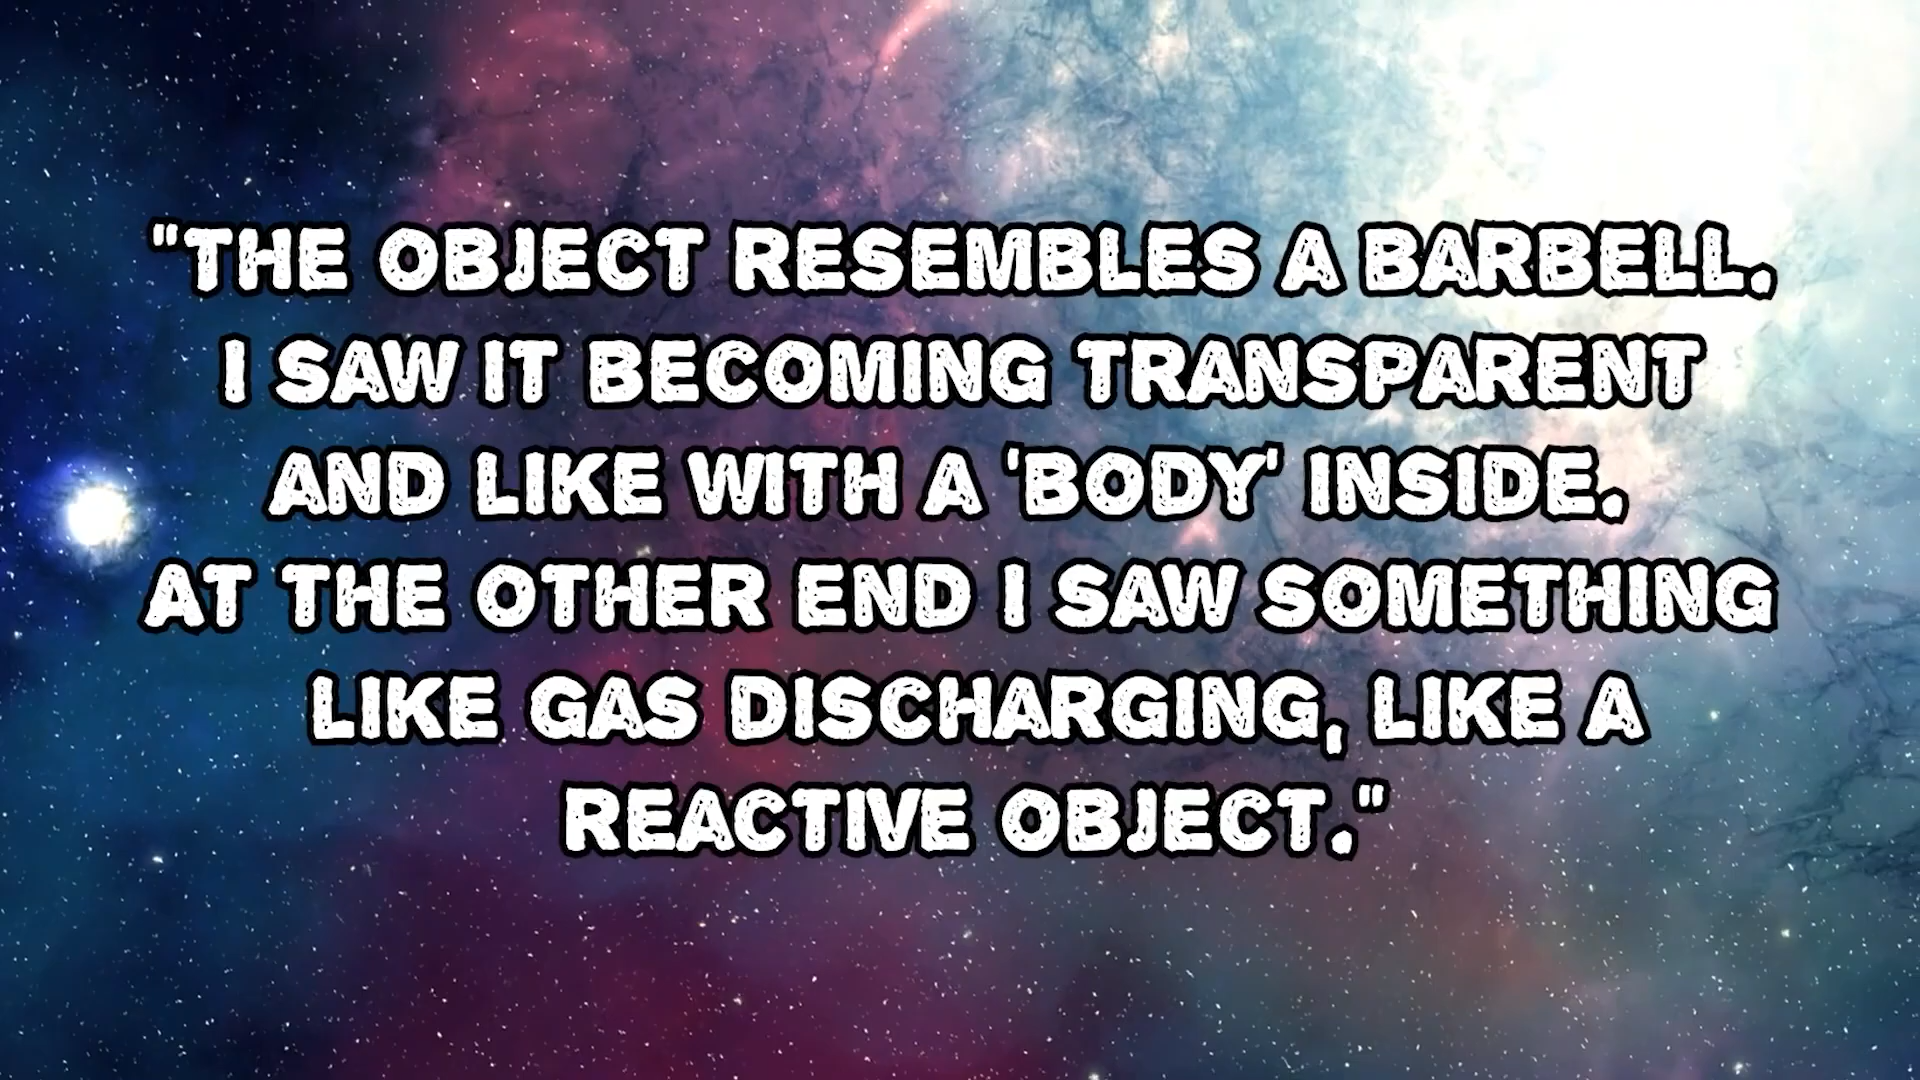 "THE OBJECT RESEMBLES A BARBELL.
I SAW IT BECOMING TRANSPARENT
AND LIKE WITH A 'BODY' INSIDE.
AT THE OTHER END I SAW SOMETHING
LIKE GAS DISCHARGING, LIKE A
REACTIVE OBJECT."